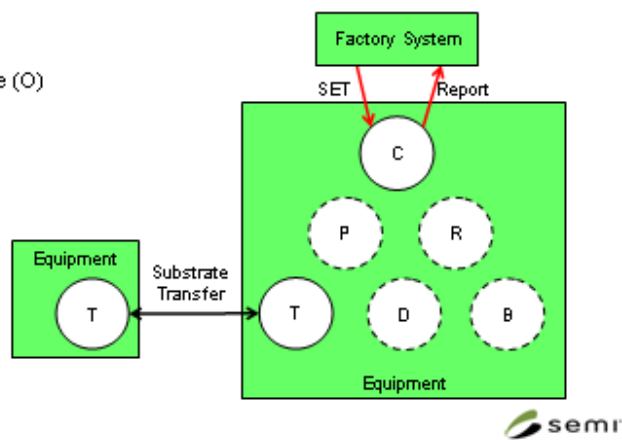 Factory System
e (O)
SET
Report
C
P
R
Equipment
Substrate
Transfer
T
T
D
B
Equipment
semi